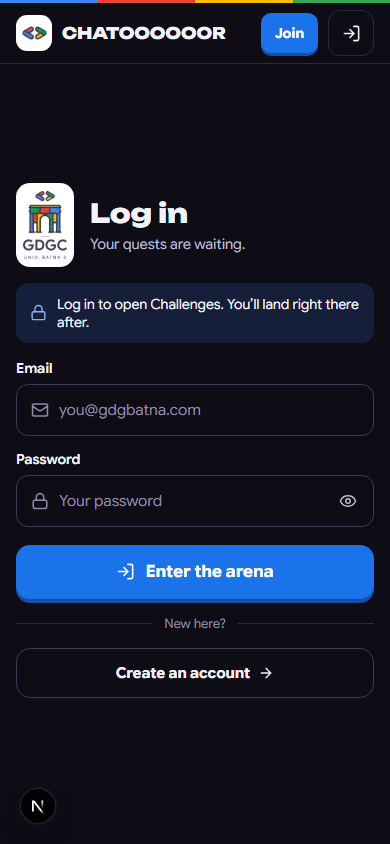 CHATOOOOOOR
Join
GDGC
UNIV. BATNA 2
Log in
Your quests are waiting.
Log in to open Challenges. You’ll land right there
after.
Email
you@gdgbatna.com
Password
Your password
Enter the arena
New here?
Create an account
N